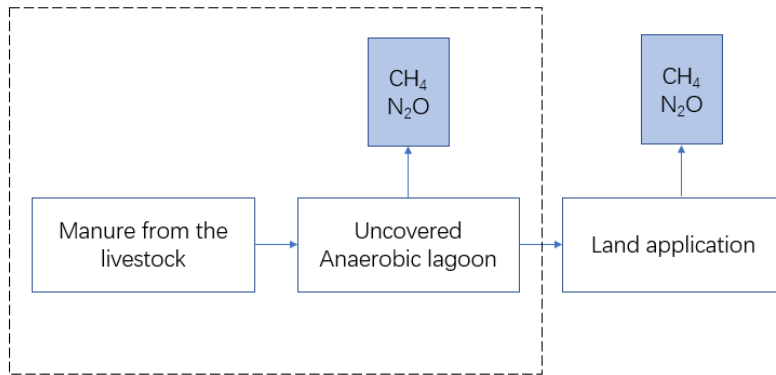 CH₄
N₂O
CH₄
N₂O
Manure from the
livestock
Uncovered
Anaerobic lagoon
Land application